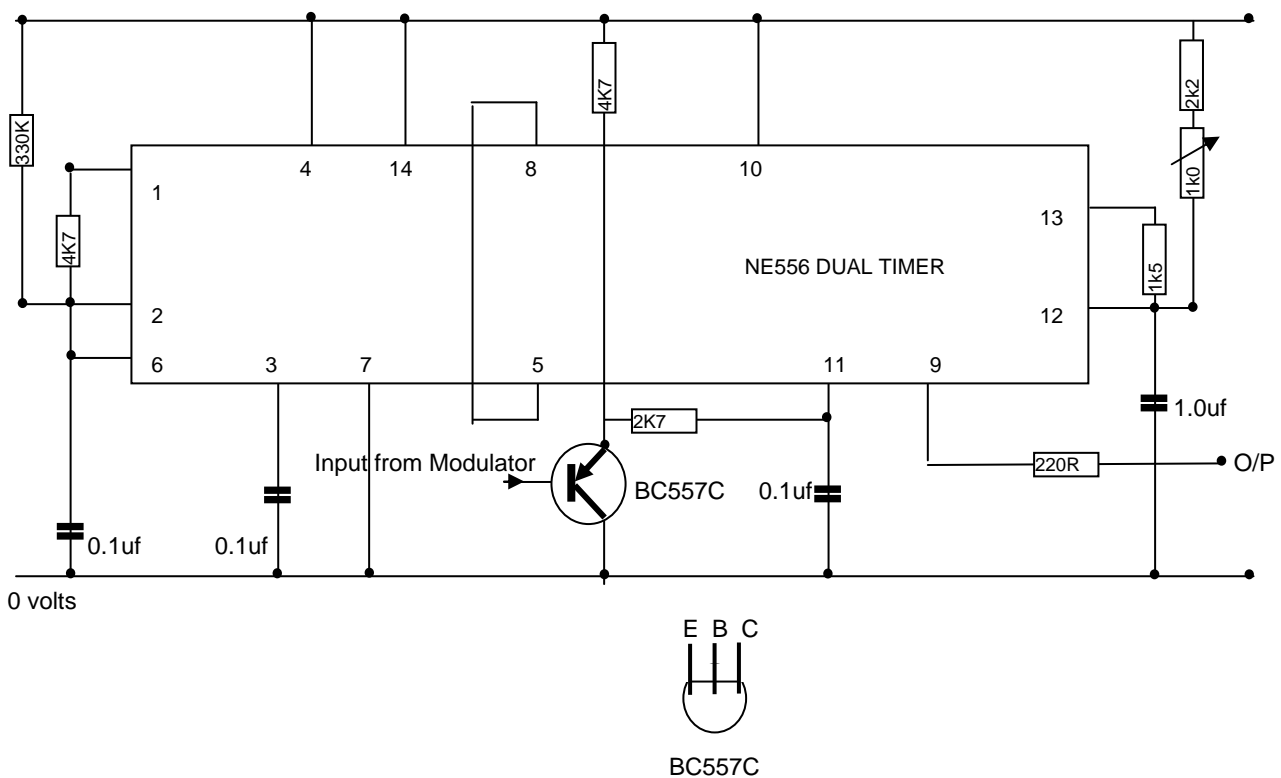 330K
4K7
4K7
2k2
1k0
1k5
4
14
8
10
1
13
NE556 DUAL TIMER
2
12
6
3
7
5
11
9
2K7
1.0uf
Input from Modulator
BC557C
0.1uf
220R
O/P
0.1uf
0.1uf
0 volts
E B C
BC557C